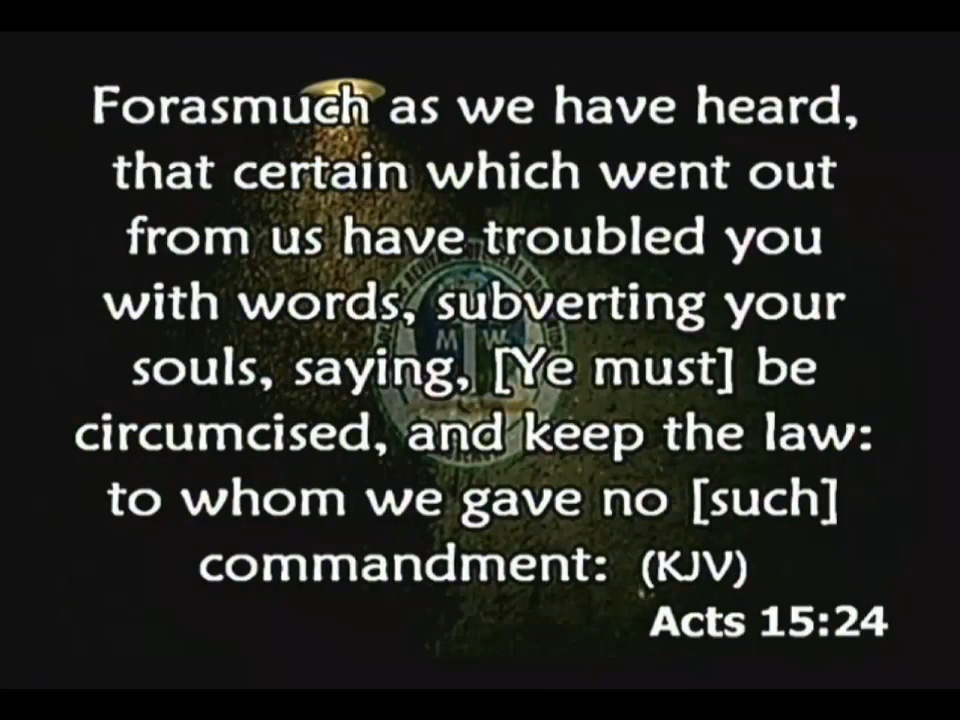 Forasmuch as we have heard,
that certain which went out
from us have troubled you
with words, subverting your
souls, saying, [Ye must] be
circumcised, and keep the law:
to whom we gave no [such]
commandment: (KJV)
Acts 15:24
M W